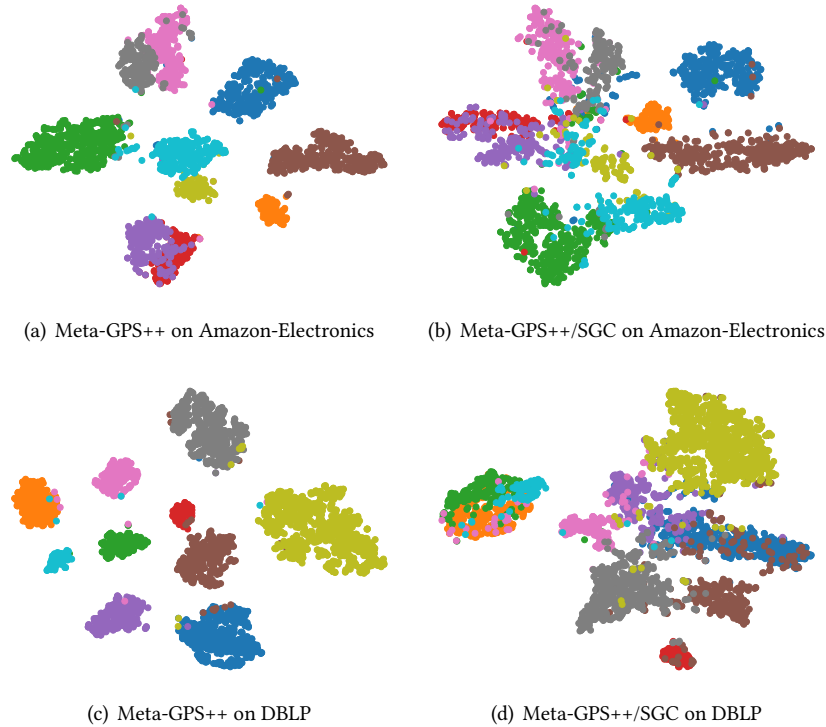 (a) Meta-GPS++ on Amazon-Electronics
(b) Meta-GPS++/SGC on Amazon-Electronics
(c) Meta-GPS++ on DBLP
(d) Meta-GPS++/SGC on DBLP